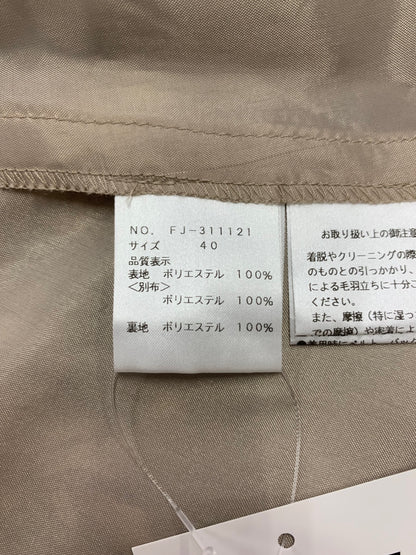 NO. FJ-311121
サイズ 40
品質表示
表地 ポリエステル 100%
<別布>
ポリエステル 100%
裏地 ポリエステル 100%
お取り扱い上の御注意
着脱やクリーニングの際
のものとの引っかかり、
による毛羽立ちに十分ご
ください。
また、摩擦（特に湿っ
での摩擦）や